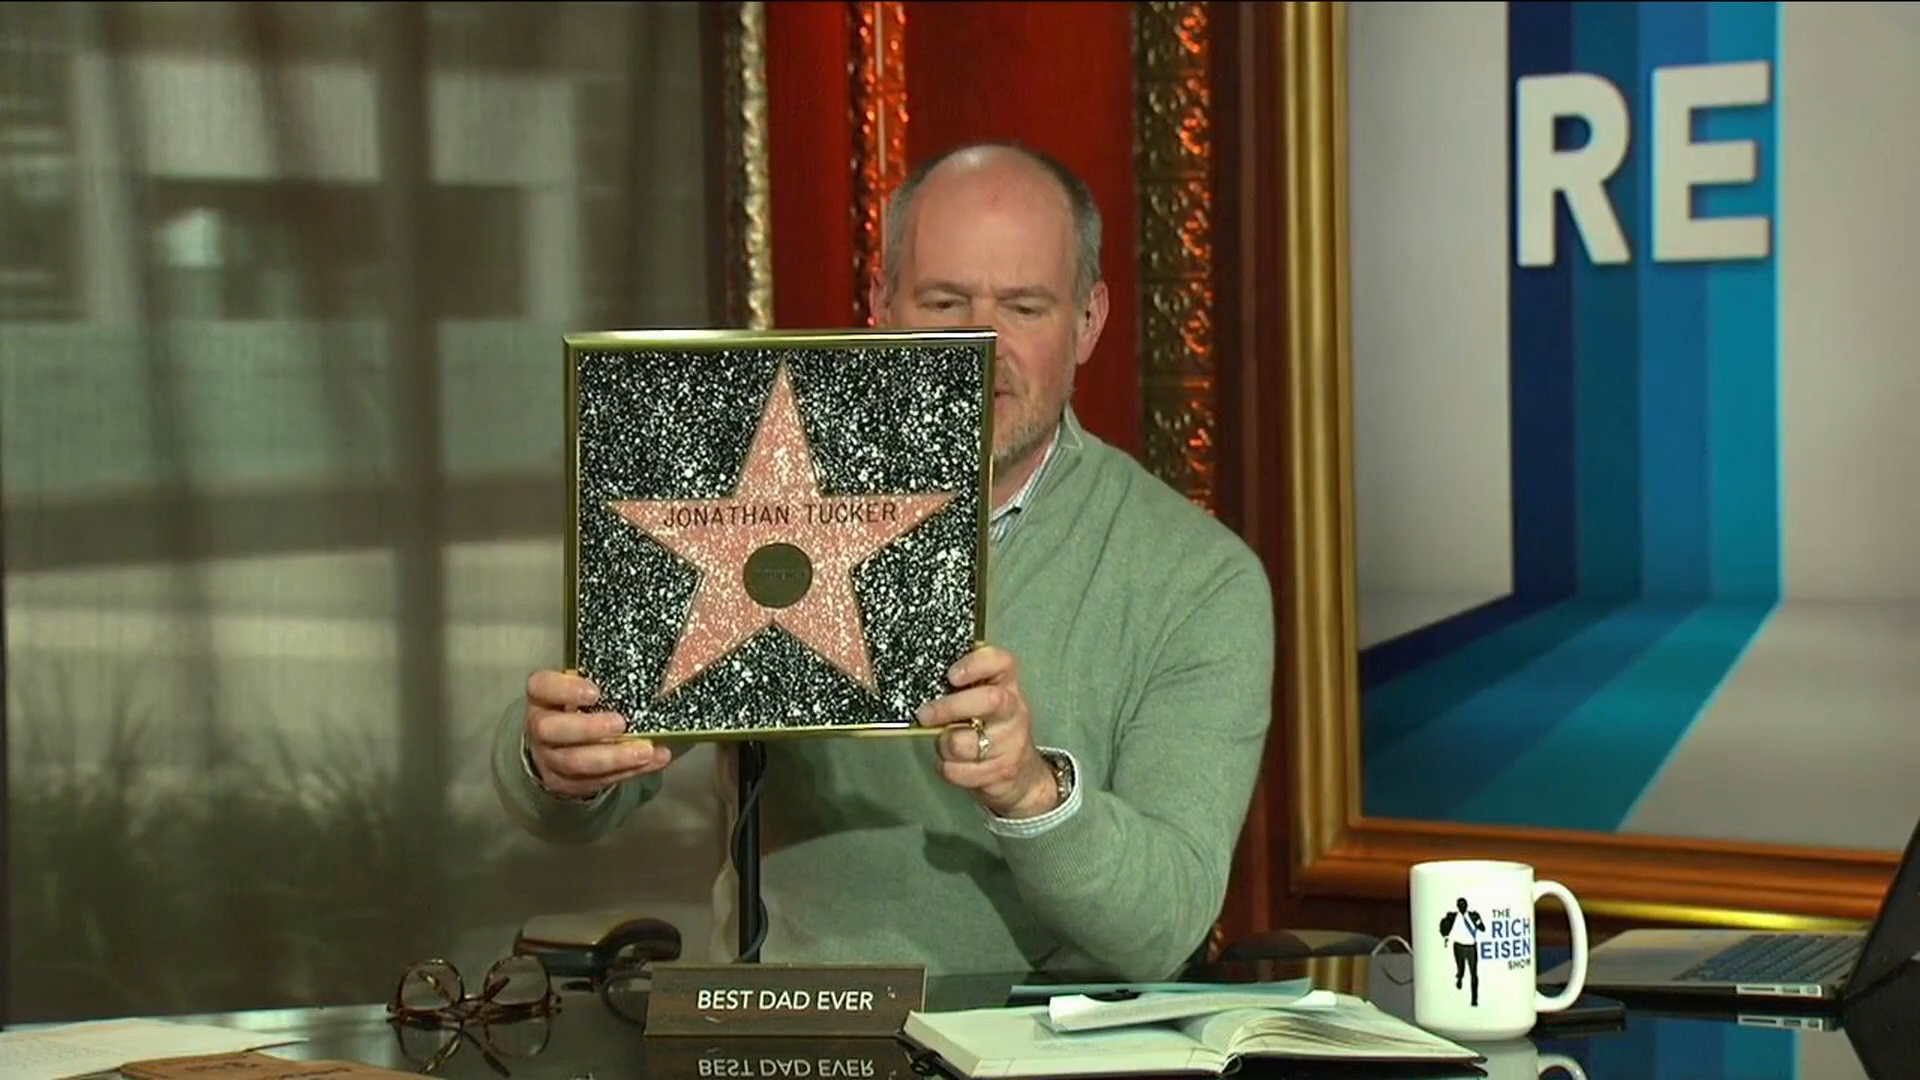 RE
JONATHAN TUCKER
BEST DAD EVER
THE
RICH
EISEN
SHOW